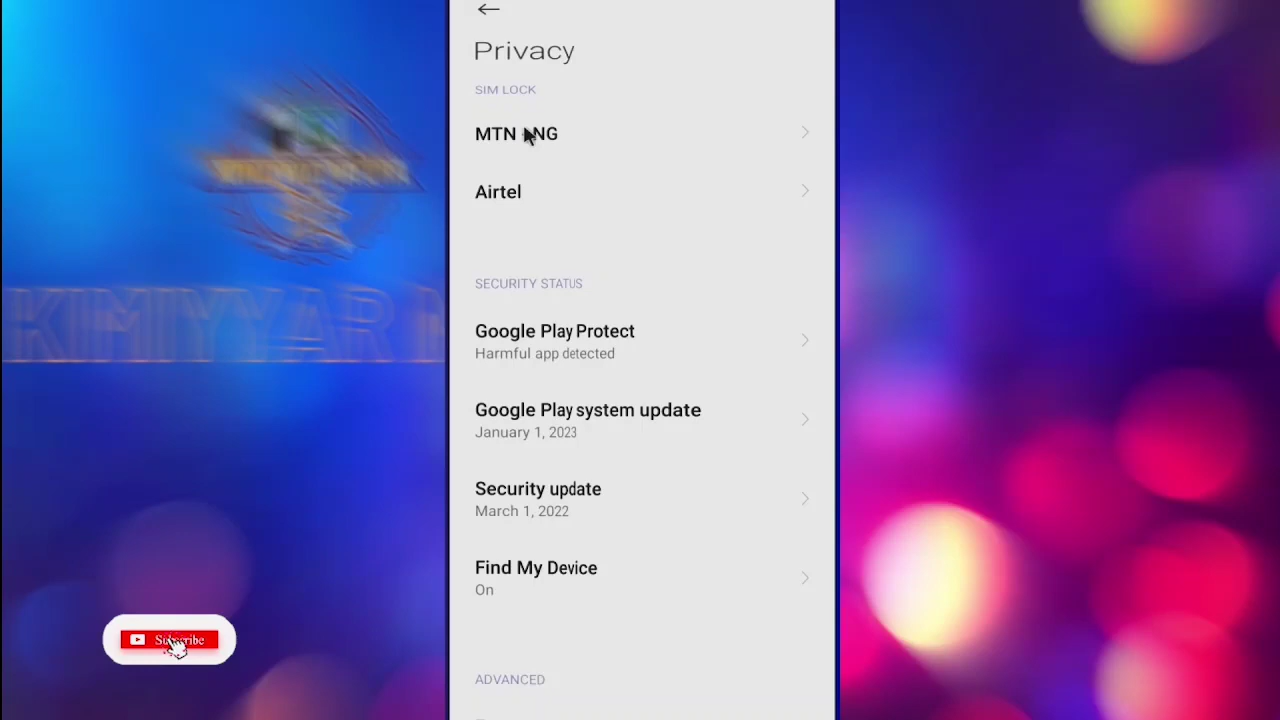 Privacy
SIM LOCK
MTN NG
Airtel
SECURITY STATUS
Google Play Protect
Harmful app detected
Google Play system update
January 1, 2023
Security update
March 1, 2022
Find My Device
On
ADVANCED
KIMIYYAR
Subscribe